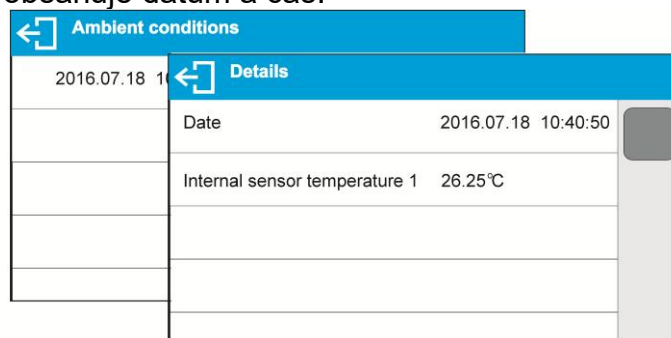 obsahuje datum a čas.
Ambient conditions
2016.07.18
Details
Date 2016.07.18 10:40:50
Internal sensor temperature 1 26.25°C